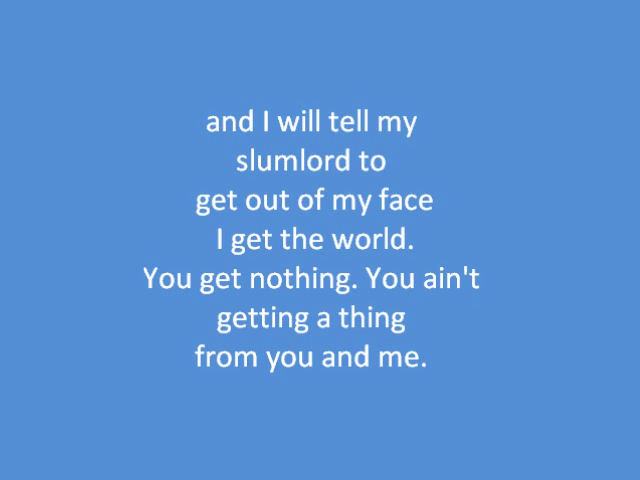 and I will tell my
slumlord to
get out of my face
I get the world.
You get nothing. You ain't
getting a thing
from you and me.